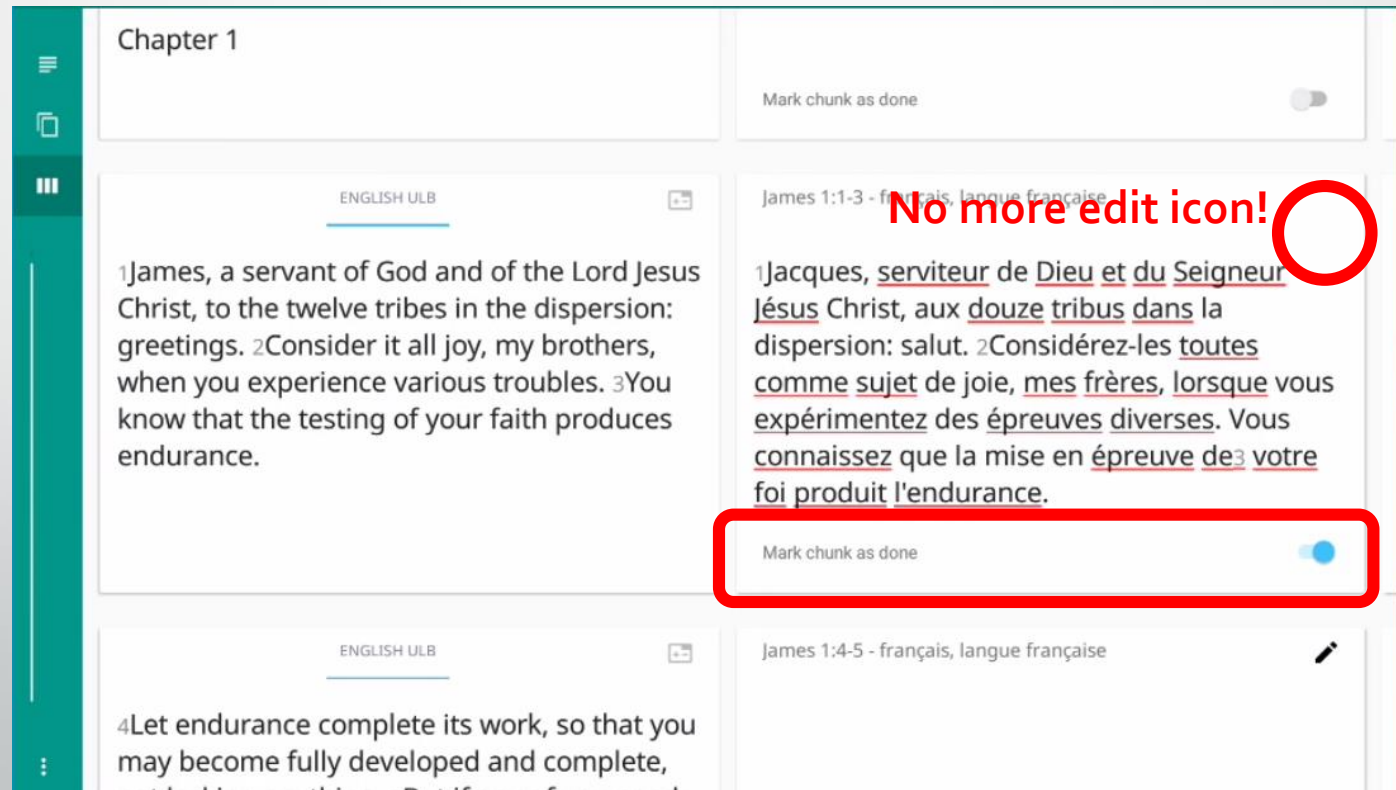 Chapter 1
Mark chunk as done
ENGLISH ULB
1James, a servant of God and of the Lord Jesus
Christ, to the twelve tribes in the dispersion:
greetings. 2Consider it all joy, my brothers,
when you experience various troubles. 3You
know that the testing of your faith produces
endurance.
James 1:1-3 - français, langue française
No more edit icon!
1Jacques, serviteur de Dieu et du Seigneur
Jésus Christ, aux douze tribus dans la
dispersion: salut. 2Considérez-les toutes
comme sujet de joie, mes frères, lorsque vous
expérimentez des épreuves diverses. Vous
connaissez que la mise en épreuve de3 votre
foi produit l'endurance.
Mark chunk as done
ENGLISH ULB
4Let endurance complete its work, so that you
may become fully developed and complete,
James 1:4-5 - français, langue française